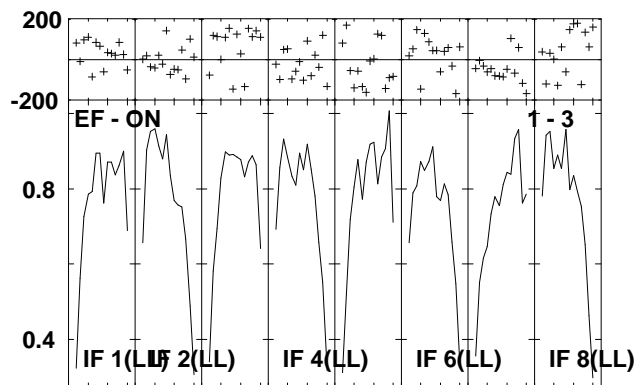 200
-200
EF - ON 1 - 3
0.8
0.4
IF 1(LL) IF 2(LL) IF 4(LL) IF 6(LL) IF 8(LL)